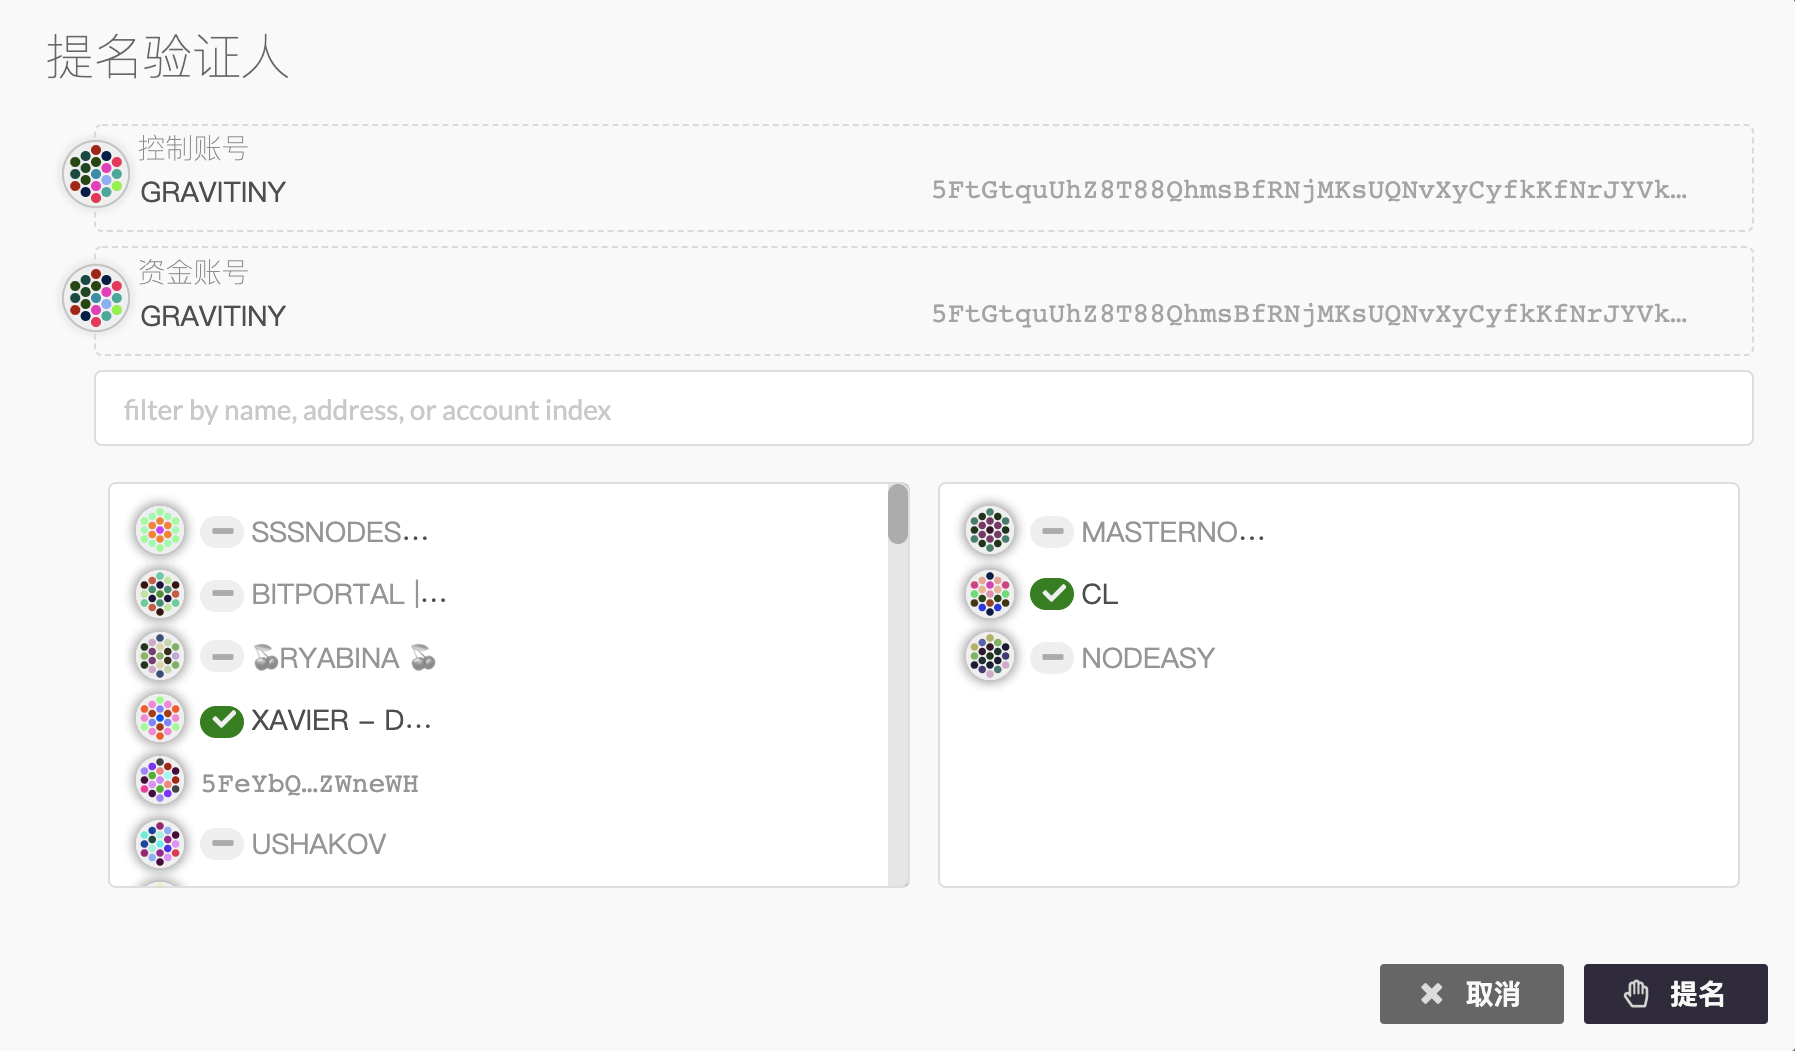 提名验证人
控制账号
GRAVITINY 5FtGtquUhZ8T88QhmsBfRNjMKsUQNvXyCyfkKfNrJYVk…
资金账号
GRAVITINY 5FtGtquUhZ8T88QhmsBfRNjMKsUQNvXyCyfkKfNrJYVk…
filter by name, address, or account index
SSSNODES…
BITPORTAL |…
🍒RYABINA 🍒
XAVIER – D…
5FeYbQ…ZWneWH
USHAKOV
MASTERNO…
CL
NODEASY
取消
提名